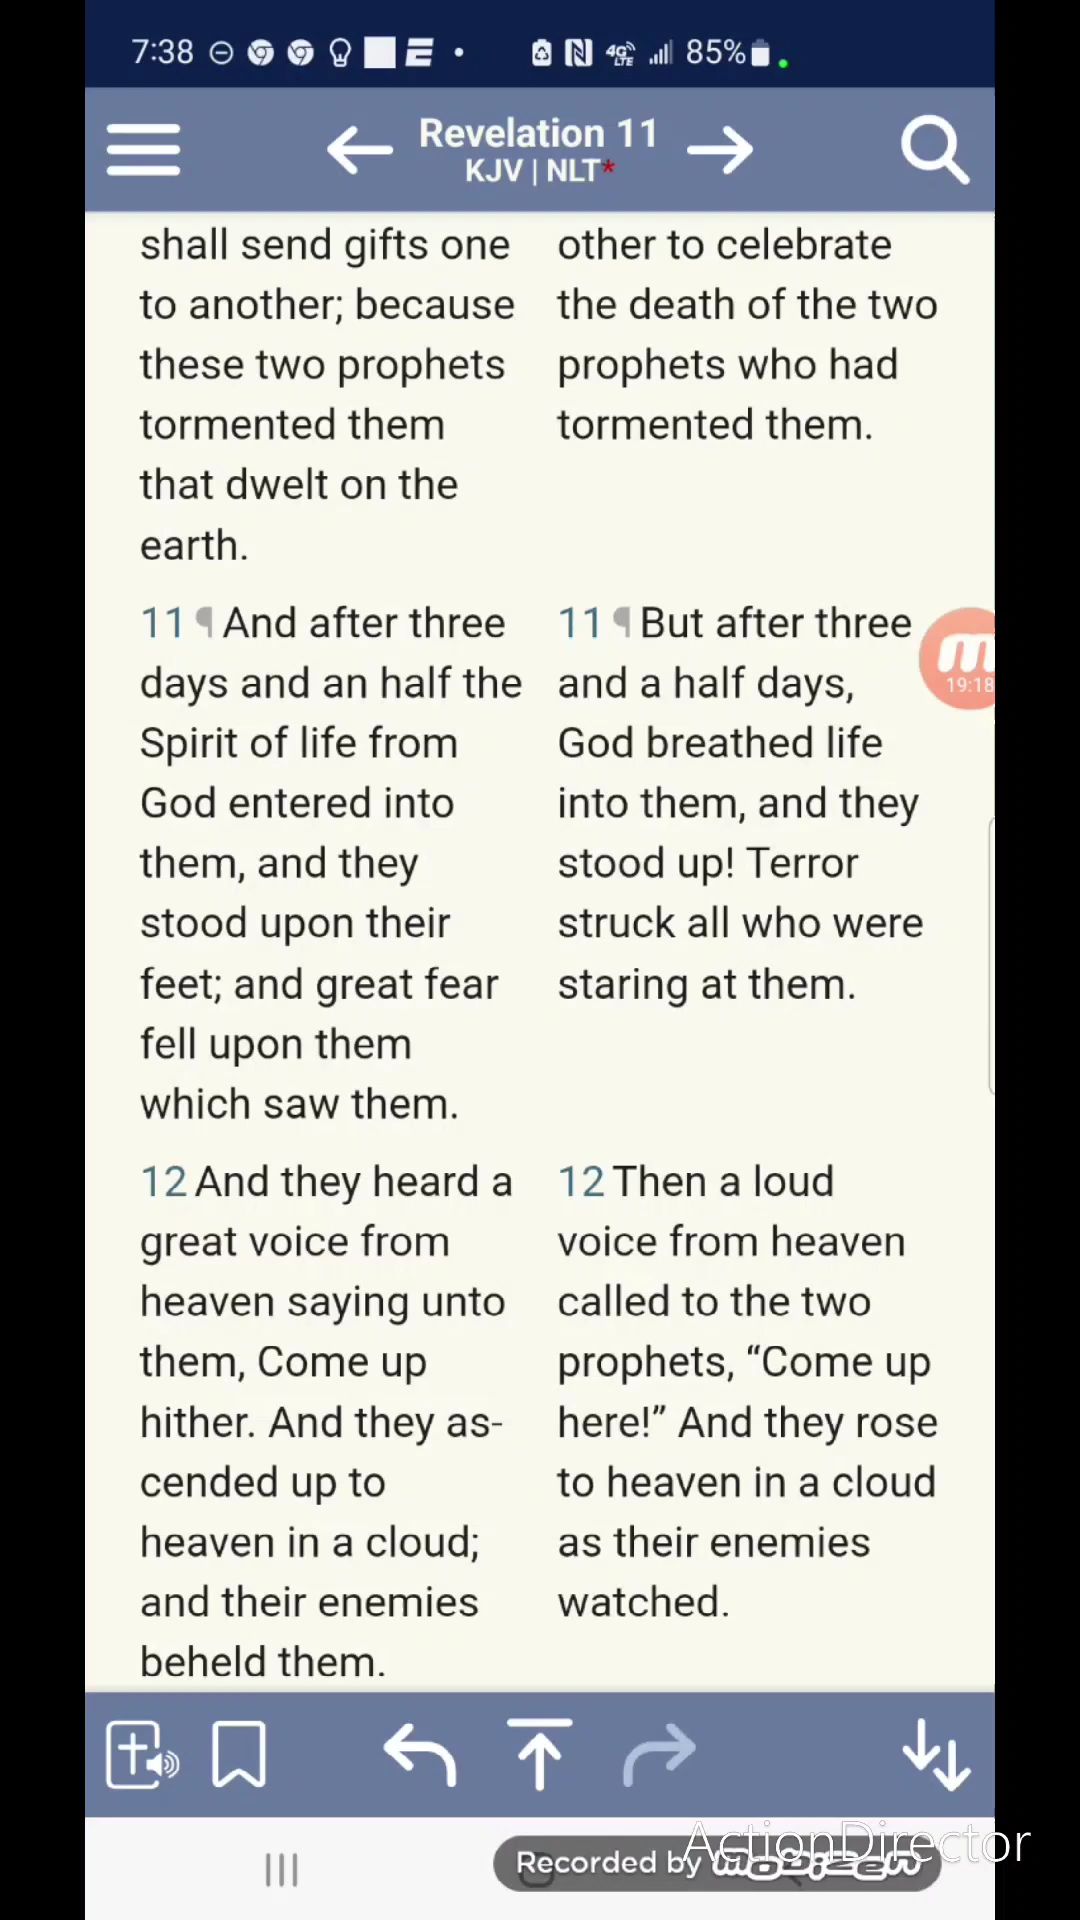 7:38 85%
Revelation 11
KJV | NLT*
shall send gifts one
to another; because
these two prophets
tormented them
that dwelt on the
earth.
11 ¶ And after three
days and an half the
Spirit of life from
God entered into
them, and they
stood upon their
feet; and great fear
fell upon them
which saw them.
12 And they heard a
great voice from
heaven saying unto
them, Come up
hither. And they as-
cended up to
heaven in a cloud;
and their enemies
beheld them.
other to celebrate
the death of the two
prophets who had
tormented them.
11 ¶ But after three
and a half days,
God breathed life
into them, and they
stood up! Terror
struck all who were
staring at them.
12 Then a loud
voice from heaven
called to the two
prophets, “Come up
here!” And they rose
to heaven in a cloud
as their enemies
watched.
m
19:18
ActionDirector
Recorded by mobizen